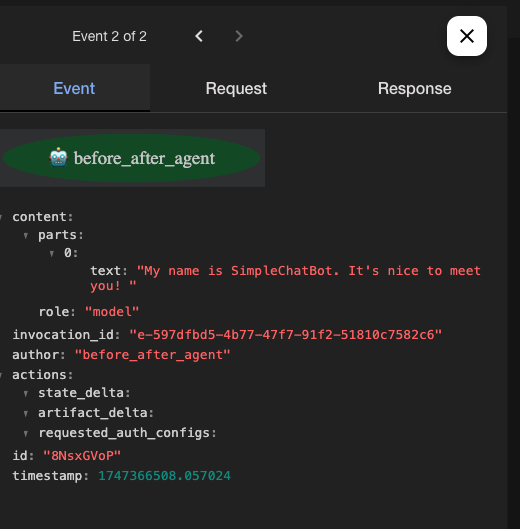 Event 2 of 2
Event
Request
Response
before_after_agent
content:
parts:
0:
text: "My name is SimpleChatBot. It's nice to meet
you! "
role: "model"
invocation_id: "e-597dfbd5-4b77-47f7-91f2-51810c7582c6"
author: "before_after_agent"
actions:
state_delta:
artifact_delta:
requested_auth_configs:
id: "8NsxGVoP"
timestamp: 1747366508.057024